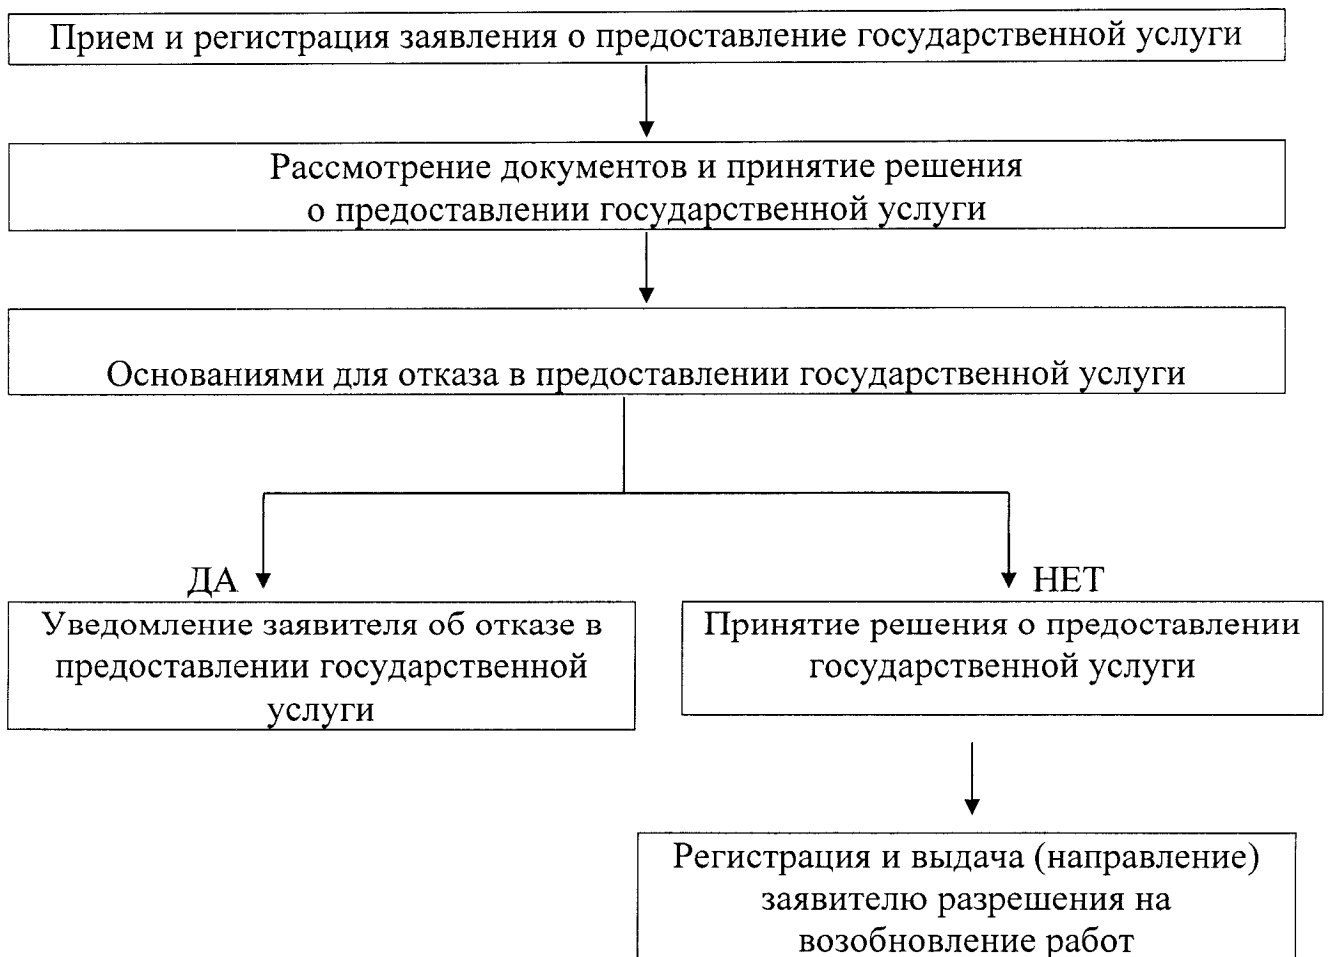 Прием и регистрация заявления о предоставление государственной услуги
Рассмотрение документов и принятие решения
о предоставлении государственной услуги
Основаниями для отказа в предоставлении государственной услуги
ДА
НЕТ
Уведомление заявителя об отказе в
предоставлении государственной
услуги
Принятие решения о предоставлении
государственной услуги
Регистрация и выдача (направление)
заявителю разрешения на
возобновление работ